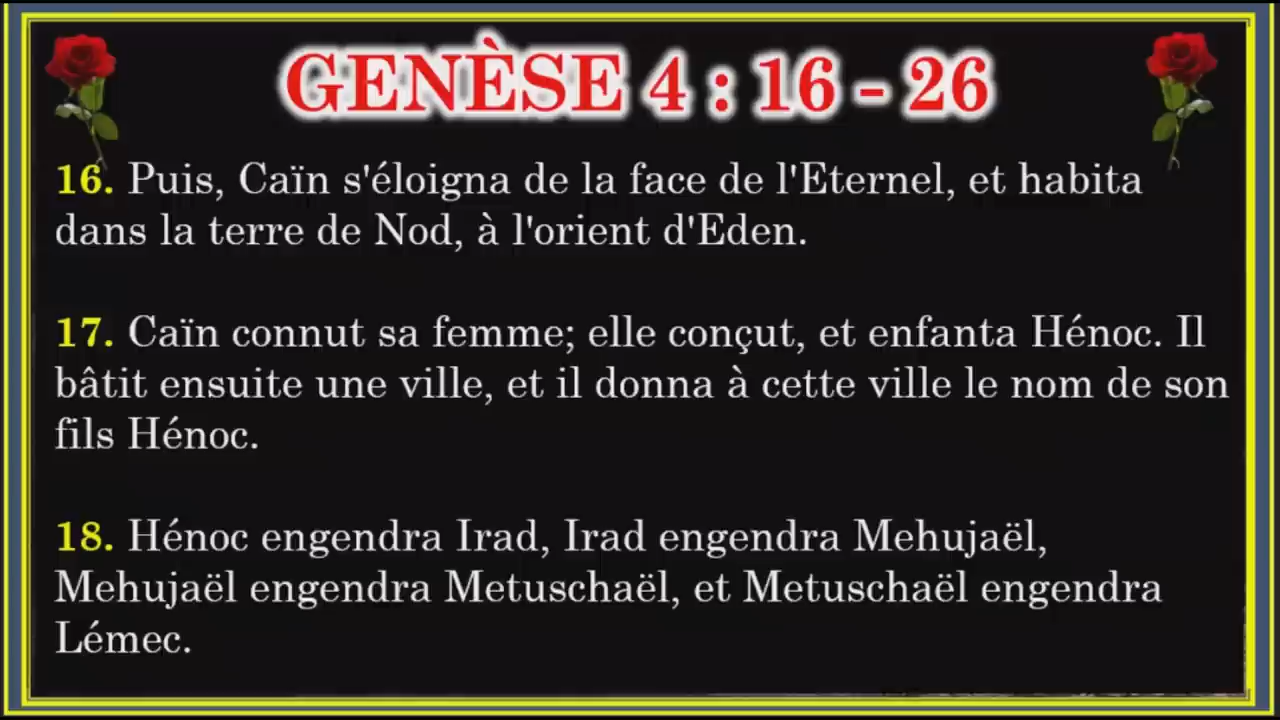 GENÈSE 4 : 16 - 26
16. Puis, Caïn s'éloigna de la face de l'Eternel, et habita
dans la terre de Nod, à l'orient d'Eden.
17. Caïn connut sa femme; elle conçut, et enfanta Hénoc. Il
bâtit ensuite une ville, et il donna à cette ville le nom de son
fils Hénoc.
18. Hénoc engendra Irad, Irad engendra Mehujaël,
Mehujaël engendra Metuschaël, et Metuschaël engendra
Lémec.